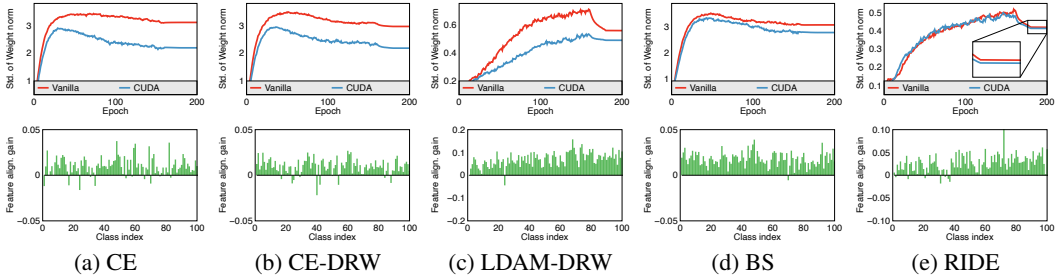 Std. of Weight norm
3
2
1
0
100
200
Vanilla
CUDA
Epoch
Std. of Weight norm
3
2
1
0
100
200
Vanilla
CUDA
Epoch
Std. of Weight norm
0.6
0.4
0.2
0
100
200
Vanilla
CUDA
Epoch
Std. of Weight norm
3
2
1
0
100
200
Vanilla
CUDA
Epoch
Std. of Weight norm
0.5
0.4
0.3
0.2
0.1
0
100
200
Vanilla
CUDA
Epoch
Feature align. gain
0.05
0
−0.05
0
20
40
60
80
100
Class index
Feature align. gain
0.05
0
−0.05
0
20
40
60
80
100
Class index
Feature align. gain
0.2
0.1
0
−0.1
−0.2
0
20
40
60
80
100
Class index
Feature align. gain
0.05
0
−0.05
0
20
40
60
80
100
Class index
Feature align. gain
0.10
0.05
0
−0.05
−0.10
0
20
40
60
80
100
Class index
(a) CE
(b) CE-DRW
(c) LDAM-DRW
(d) BS
(e) RIDE